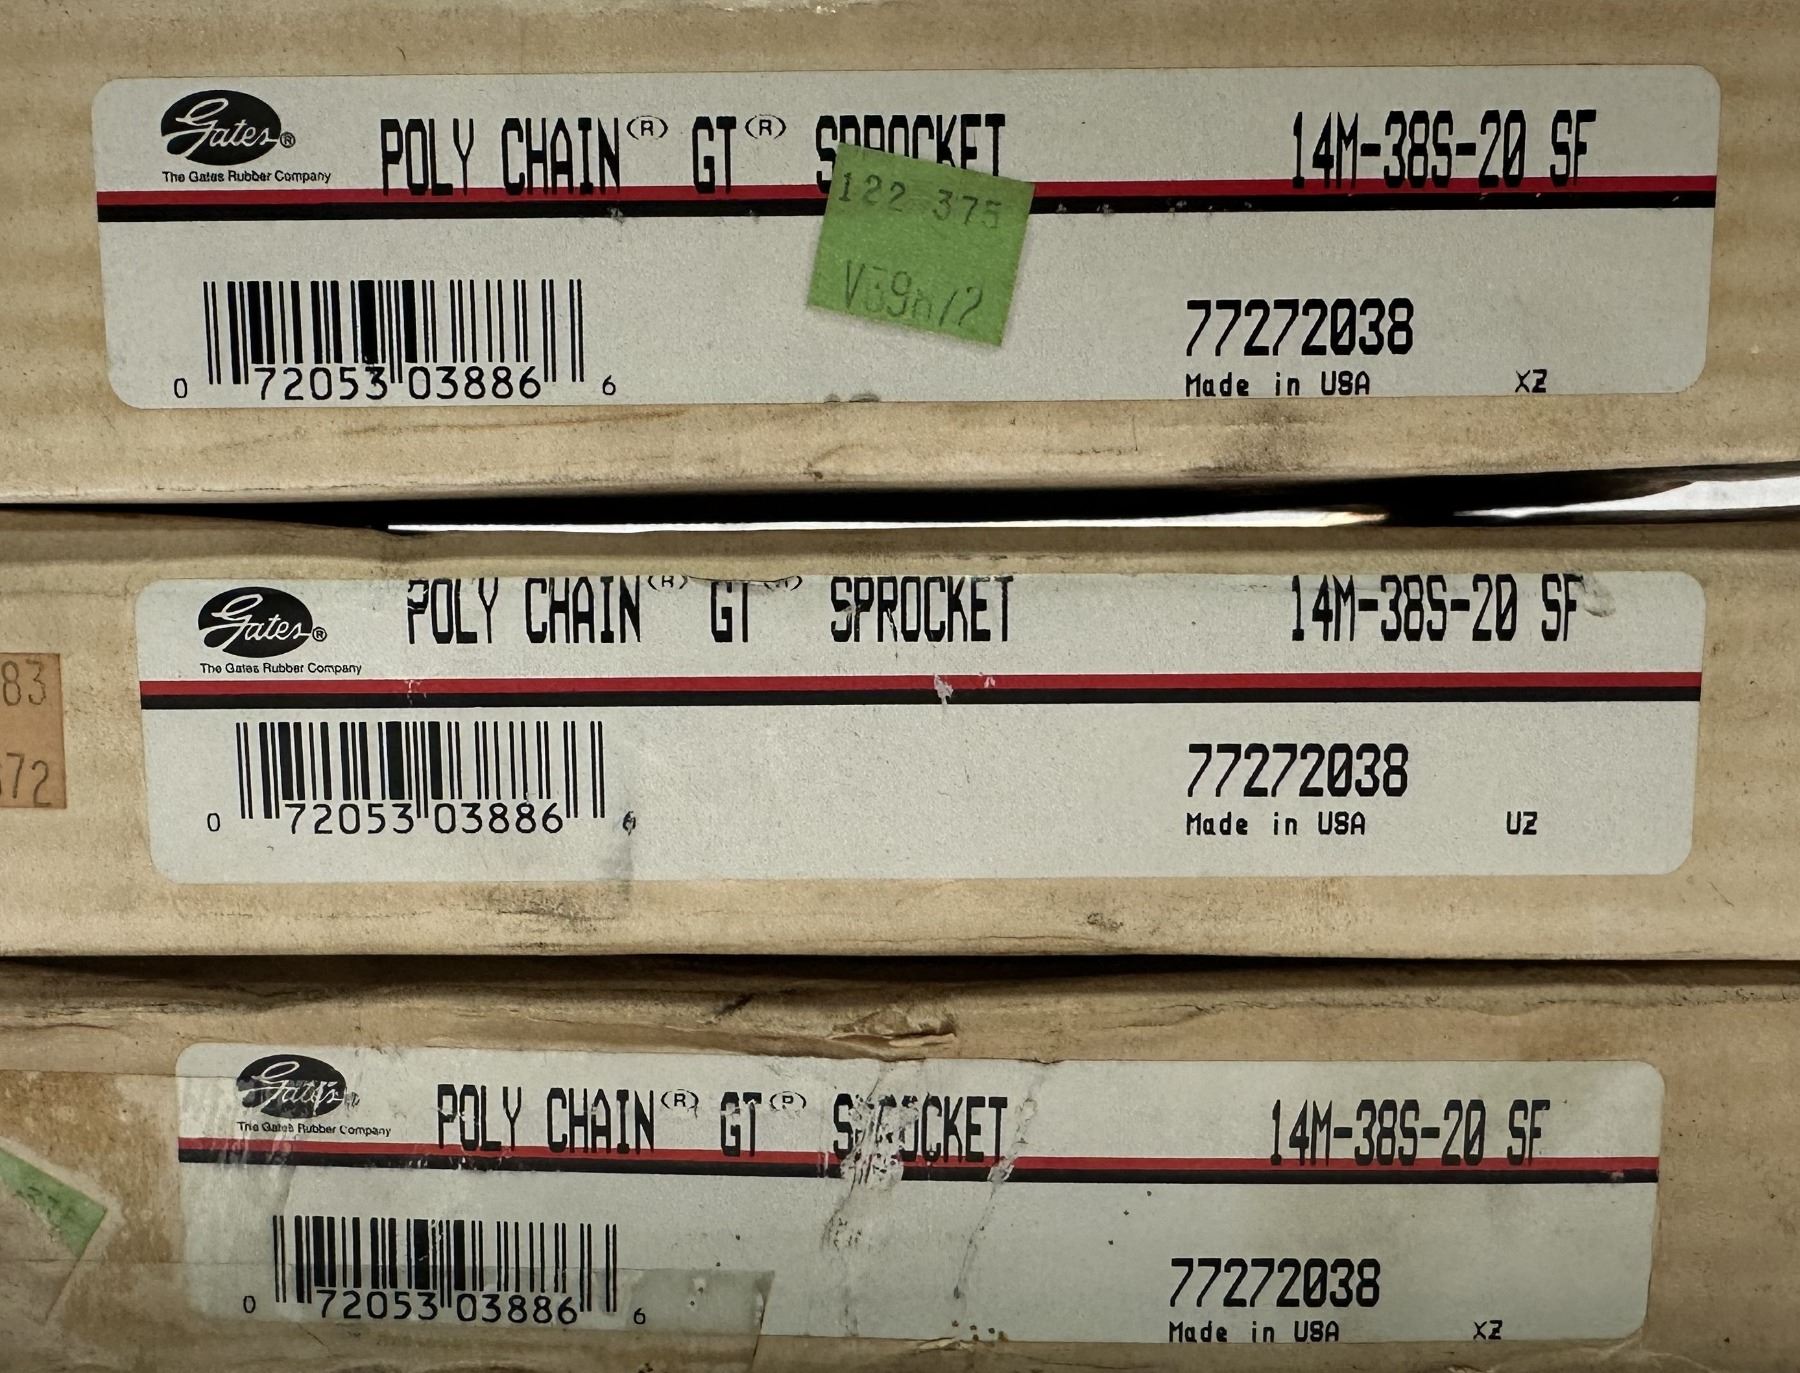 Gates®
The Gates Rubber Company
POLY CHAIN® GT® SPROCKET 14M-38S-20 SF
122 375
0 72053 03886 6
77272038
Made in USA XZ
Gates®
The Gates Rubber Company
POLY CHAIN® GT® SPROCKET 14M-38S-20 SF
83
72
0 72053 03886 6
77272038
Made in USA UZ
Gates
The Gates Rubber Company
POLY CHAIN® GT® SPROCKET 14M-38S-20 SF
0 72053 03886 6
77272038
Made in USA XZ